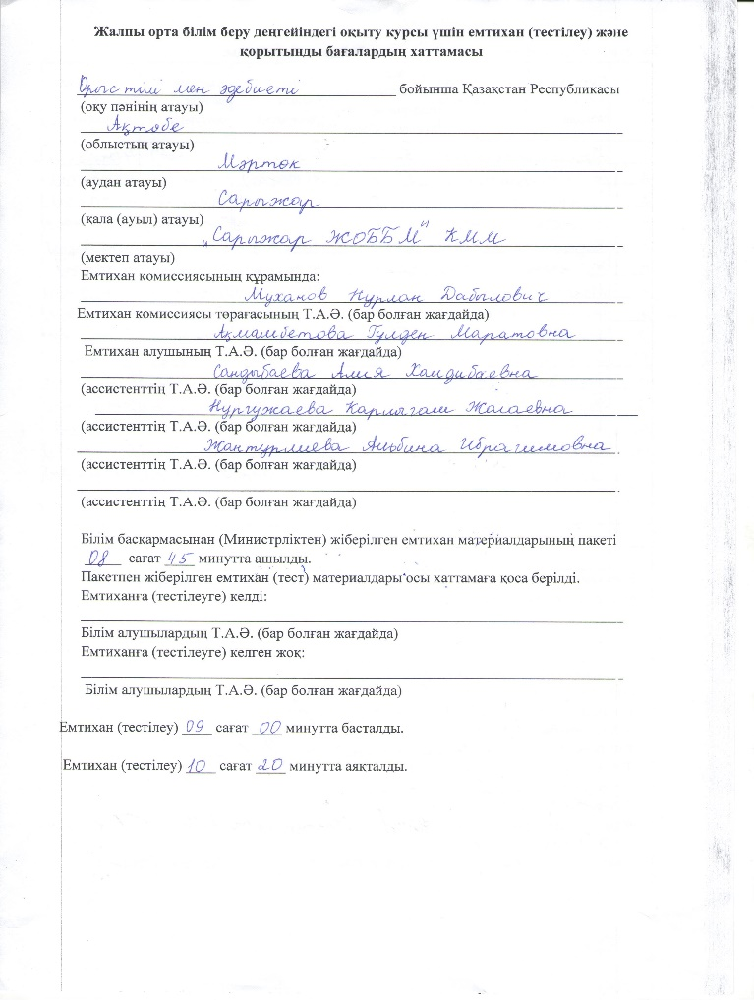 Жалпы орта білім беру деңгейіндегі оқыту курсы үшін емтихан (тестілеу) және
қорытынды бағалардың хаттамасы
Орыс тілі мен әдебиеті бойынша Қазақстан Республикасы
(оқу пәнінің атауы)
Ақтөбе
(облыстың атауы)
Мәртөк
(аудан атауы)
Сарыжар
(қала (ауыл) атауы)
„Сарыжар ЖОББМ" КММ
(мектеп атауы)
Емтихан комиссиясының құрамында:
Муханов Нурлан Дабылович
Емтихан комиссиясы төрағасының Т.А.Ә. (бар болған жағдайда)
Ақмамбетова Гулден Маратовна
Емтихан алушының Т.А.Ә. (бар болған жағдайда)
Сандыбаева Алия Хамдибаевна
(ассистенттің Т.А.Ә. (бар болған жағдайда)
Нургужаева Карлыгаш Жалаевна
(ассистенттің Т.А.Ә. (бар болған жағдайда)
Жантурлиева Альбина Ибрагимовна
(ассистенттің Т.А.Ә. (бар болған жағдайда)
(ассистенттің Т.А.Ә. (бар болған жағдайда)
Білім басқармасынан (Министрліктен) жіберілген емтихан материалдарының пакеті
08 сағат 45 минутта ашылды.
Пакетпен жіберілген емтихан (тест) материалдары осы хаттамаға қоса берілді.
Емтиханға (тестілеуге) келді:
Білім алушылардың Т.А.Ә. (бар болған жағдайда)
Емтиханға (тестілеуге) келген жоқ:
Білім алушылардың Т.А.Ә. (бар болған жағдайда)
Емтихан (тестілеу) 09 сағат 00 минутта басталды.
Емтихан (тестілеу) 10 сағат 20 минутта аяқталды.